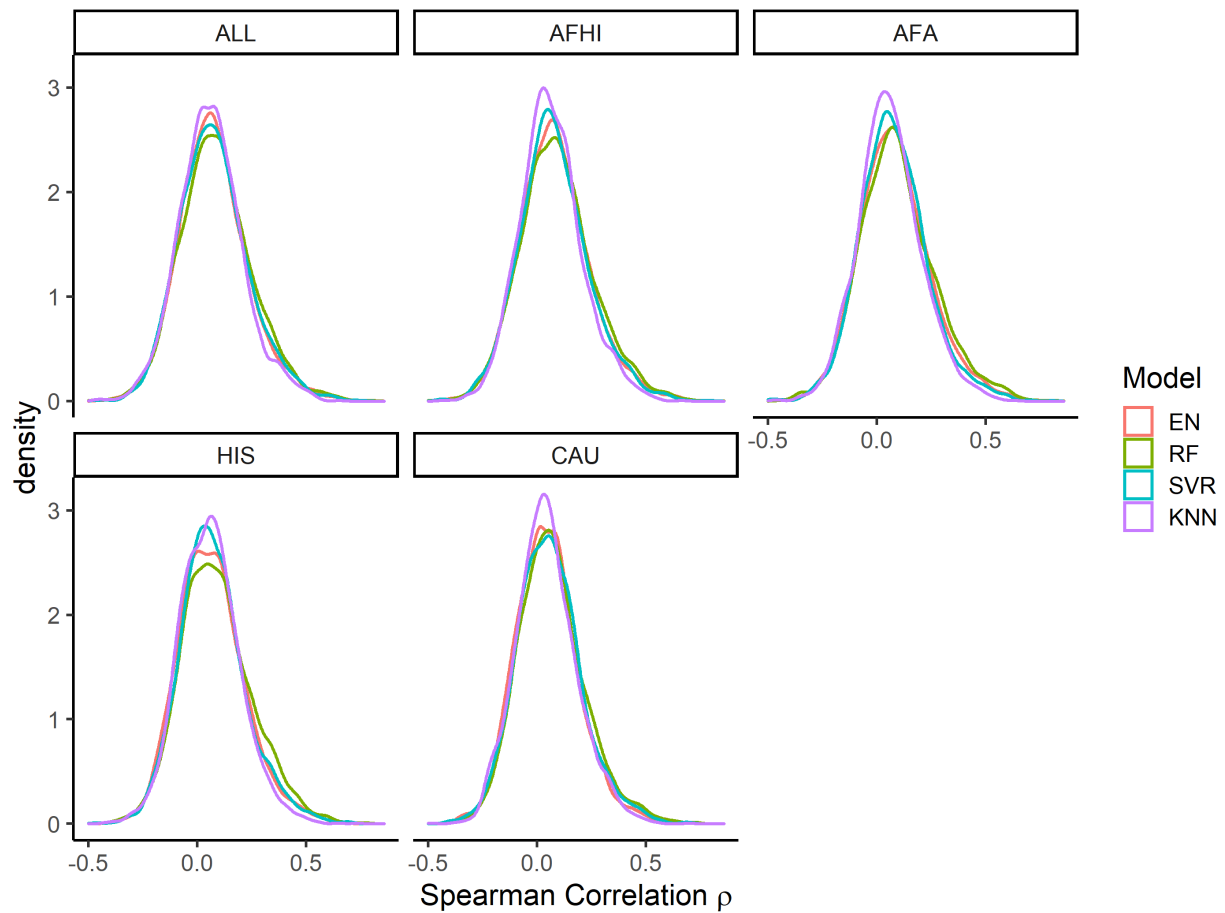 ALL
AFHI
AFA
3
2
1
0
-0.5
0.0
0.5
density
HIS
CAU
3
2
1
0
-0.5
0.0
0.5
-0.5
0.0
0.5
Spearman Correlation ρ
Model
EN
RF
SVR
KNN